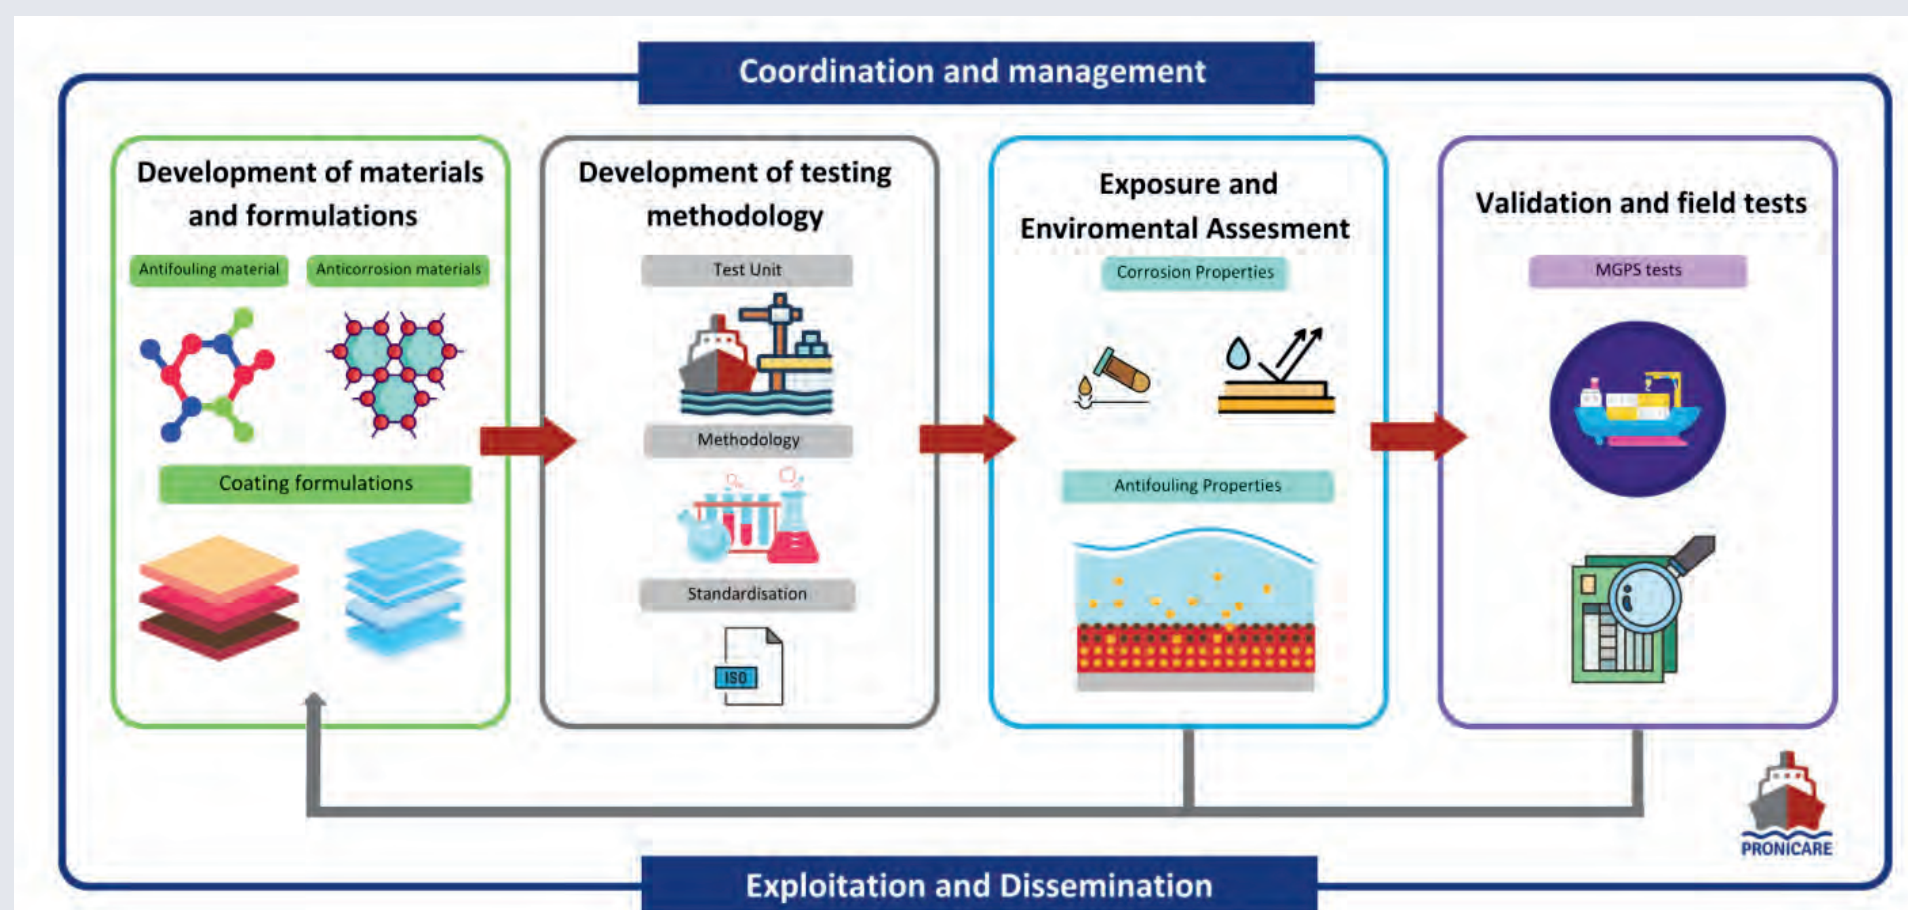 Coordination and management
Development of materials
and formulations
Antifouling material
Anticorrosion materials
Coating formulations
Development of testing
methodology
Test Unit
Methodology
Standardisation
ISO
Exposure and
Enviromental Assesment
Corrosion Properties
Antifouling Properties
Validation and field tests
MGPS tests
PRONICARE
Exploitation and Dissemination